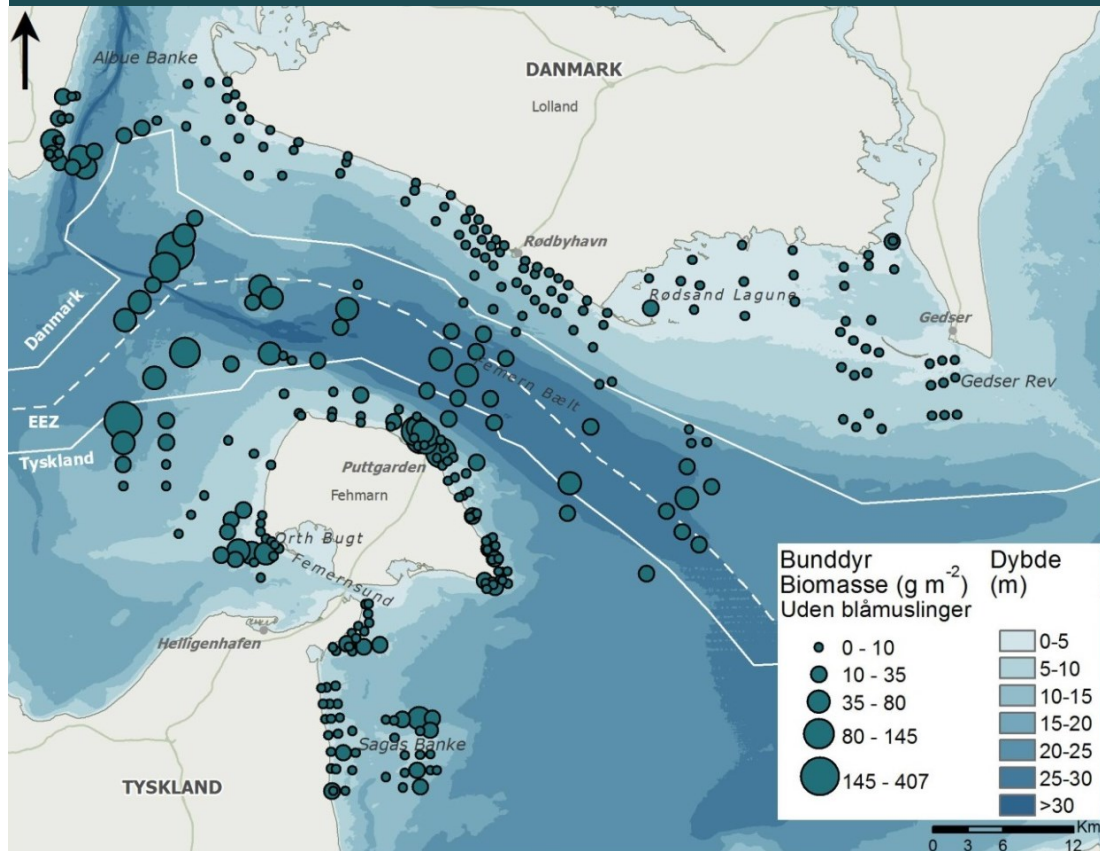 Albue Banke
DANMARK
Lolland
Rødbyhavn
Rødsand Lagune
Gedser
Gedser Rev
Danmark
EEZ
Tyskland
Femern Bælt
Puttgarden
Fehmarn
Orth Bugt
Femernsund
Heiligenhafen
Sagas Banke
TYSKLAND
Bunddyr
Biomasse (g m⁻²)
Uden blåmuslinger
0 - 10
10 - 35
35 - 80
80 - 145
145 - 407
Dybde
(m)
0-5
5-10
10-15
15-20
20-25
25-30
>30
Km
0 3 6 12